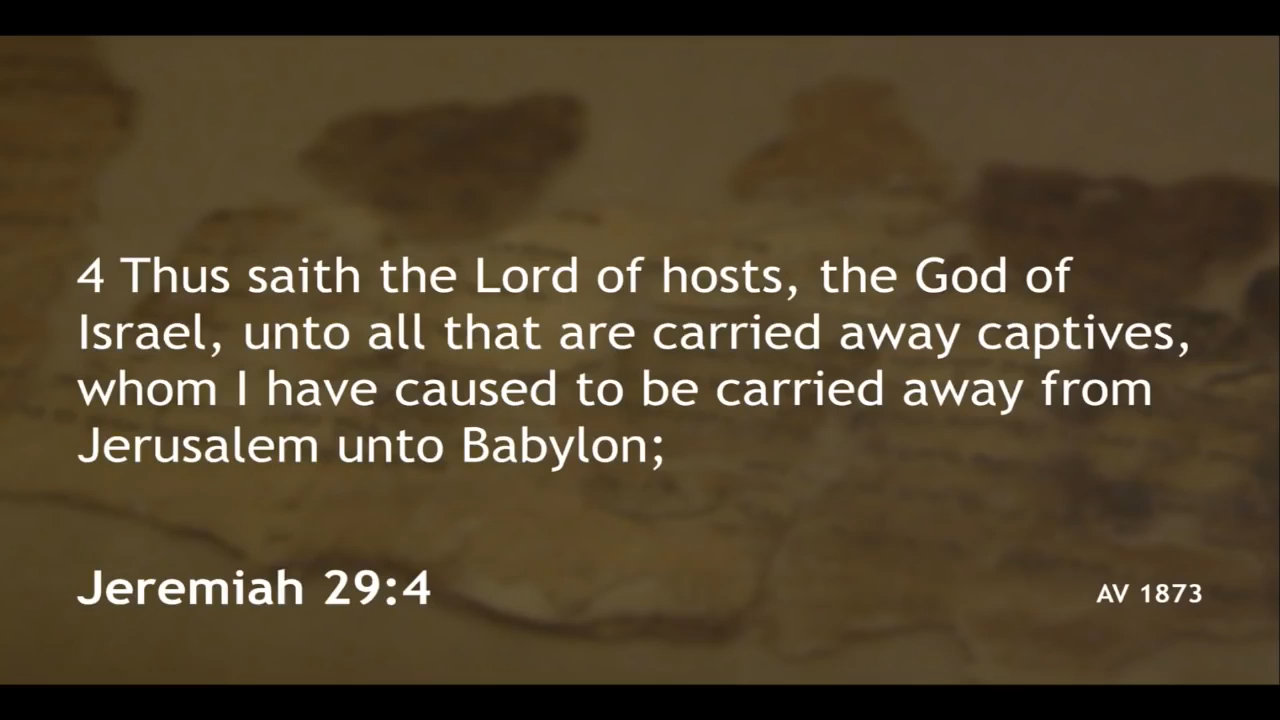 4 Thus saith the Lord of hosts, the God of
Israel, unto all that are carried away captives,
whom I have caused to be carried away from
Jerusalem unto Babylon;
Jeremiah 29:4
AV 1873